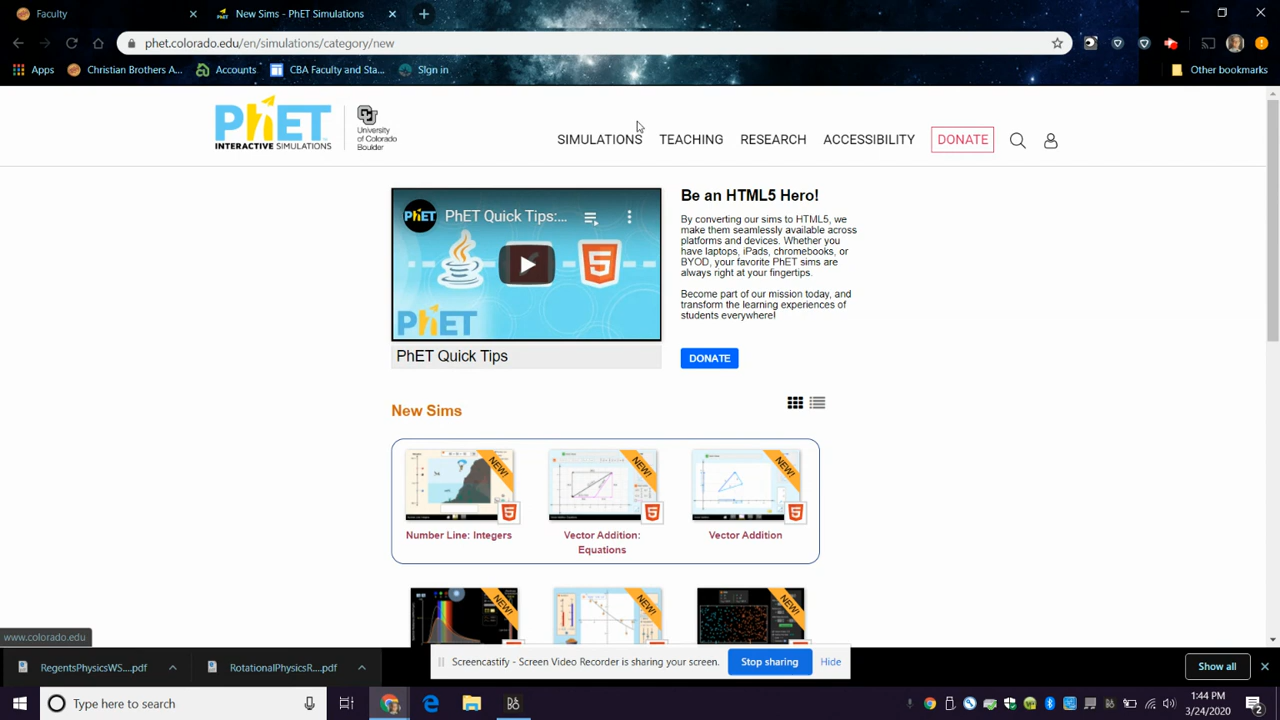 Faculty
New Sims - PhET Simulations
phet.colorado.edu/en/simulations/category/new
Apps
Christian Brothers A...
Accounts
CBA Faculty and Sta...
Sign in
Other bookmarks
PhET
INTERACTIVE SIMULATIONS
CU
University
of Colorado
Boulder
SIMULATIONS
TEACHING
RESEARCH
ACCESSIBILITY
DONATE
PhET
PhET Quick Tips:...
5
PhET
PhET Quick Tips
Be an HTML5 Hero!
By converting our sims to HTML5, we
make them seamlessly available across
platforms and devices. Whether you
have laptops, iPads, chromebooks, or
BYOD, your favorite PhET sims are
always right at your fingertips.
Become part of our mission today, and
transform the learning experiences of
students everywhere!
DONATE
New Sims
NEW!
NEW!
NEW!
5
5
5
Number Line: Integers
Vector Addition:
Equations
Vector Addition
NEW!
NEW!
NEW!
www.colorado.edu
RegentsPhysicsWS....pdf
RotationalPhysicsR....pdf
Screencastify - Screen Video Recorder is sharing your screen.
Stop sharing
Hide
Show all
Type here to search
1:44 PM
3/24/2020
2